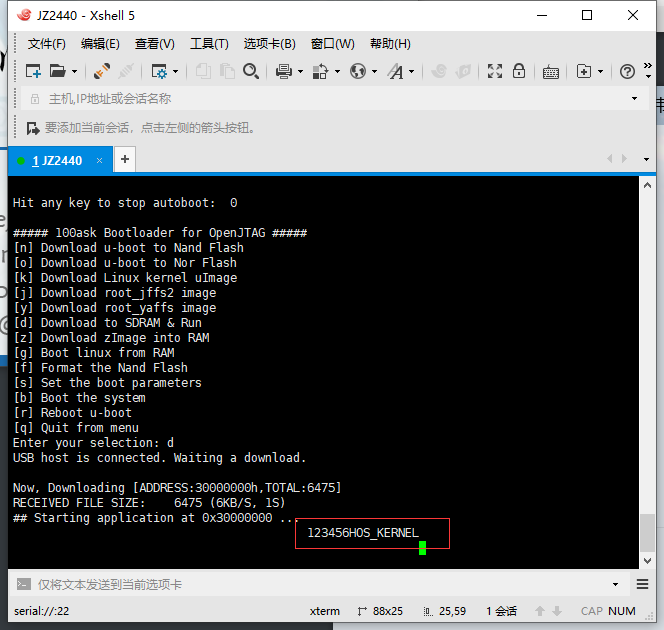 JZ2440 - Xshell 5
文件(F) 编辑(E) 查看(V) 工具(T) 选项卡(B) 窗口(W) 帮助(H)
主机,IP地址或会话名称
要添加当前会话，点击左侧的箭头按钮。
1 JZ2440
Hit any key to stop autoboot:  0
##### 100ask Bootloader for OpenJTAG #####
[n] Download u-boot to Nand Flash
[o] Download u-boot to Nor Flash
[k] Download Linux kernel uImage
[j] Download root_jffs2 image
[y] Download root_yaffs image
[d] Download to SDRAM & Run
[z] Download zImage into RAM
[g] Boot linux from RAM
[f] Format the Nand Flash
[s] Set the boot parameters
[b] Boot the system
[r] Reboot u-boot
[q] Quit from menu
Enter your selection: d
USB host is connected. Waiting a download.
Now, Downloading [ADDRESS:30000000h,TOTAL:6475]
RECEIVED FILE SIZE:    6475 (6KB/S, 1S)
## Starting application at 0x30000000 ...
123456HOS_KERNEL
仅将文本发送到当前选项卡
serial://:22 xterm 88x25 25,59 1 会话 CAP NUM